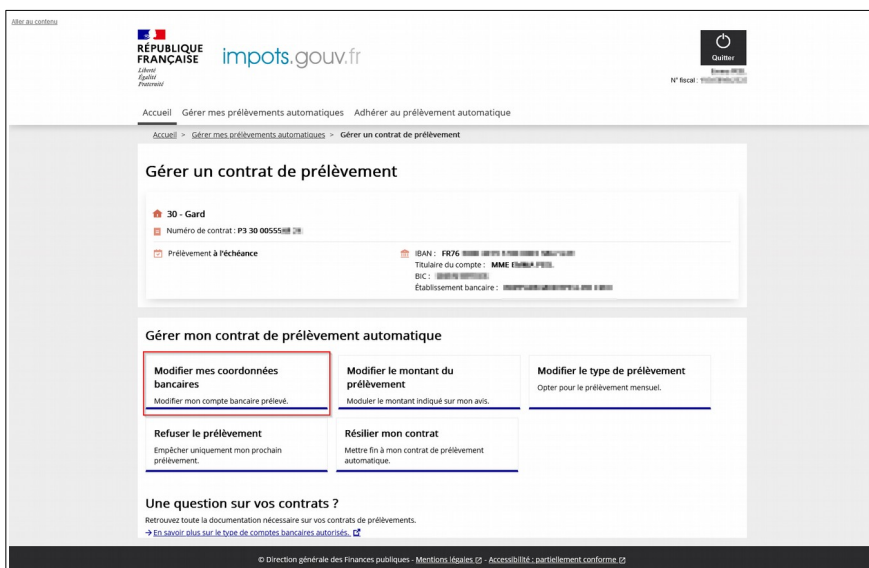 Aller au contenu
RÉPUBLIQUE
FRANÇAISE
Liberté
Égalité
Fraternité
impots.gouv.fr
Quitter
N° fiscal :
Accueil Gérer mes prélèvements automatiques Adhérer au prélèvement automatique
Accueil > Gérer mes prélèvements automatiques > Gérer un contrat de prélèvement
Gérer un contrat de prélèvement
30 - Gard
Numéro de contrat : P3 30 00555
Prélèvement à l'échéance
IBAN : FR76
Titulaire du compte : MME
BIC :
Établissement bancaire :
Gérer mon contrat de prélèvement automatique
Modifier mes coordonnées
bancaires
Modifier mon compte bancaire prélevé.
Modifier le montant du
prélèvement
Moduler le montant indiqué sur mon avis.
Modifier le type de prélèvement
Opter pour le prélèvement mensuel.
Refuser le prélèvement
Empêcher uniquement mon prochain
prélèvement.
Résilier mon contrat
Mettre fin à mon contrat de prélèvement
automatique.
Une question sur vos contrats ?
Retrouvez toute la documentation nécessaire sur vos contrats de prélèvements.
→ En savoir plus sur le type de comptes bancaires autorisés.
© Direction générale des Finances publiques - Mentions légales - Accessibilité : partiellement conforme